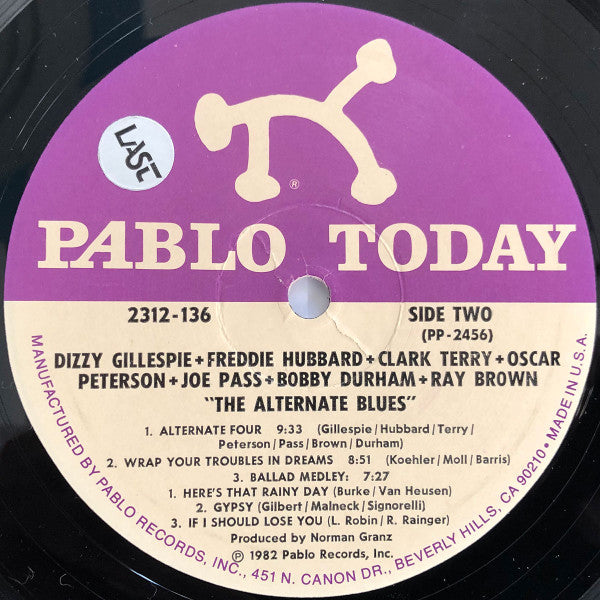 LAST
®
PABLO TODAY
2312-136
SIDE TWO
(PP-2456)
DIZZY GILLESPIE+FREDDIE HUBBARD+CLARK TERRY+OSCAR
PETERSON+JOE PASS+BOBBY DURHAM+RAY BROWN
"THE ALTERNATE BLUES"
1. ALTERNATE FOUR 9:33 (Gillespie/Hubbard/Terry/
Peterson/Pass/Brown/Durham)
2. WRAP YOUR TROUBLES IN DREAMS 8:51 (Koehler/Moll/Barris)
3. BALLAD MEDLEY: 7:27
1. HERE'S THAT RAINY DAY (Burke/Van Heusen)
2. GYPSY (Gilbert/Malneck/Signorelli)
3. IF I SHOULD LOSE YOU (L. Robin/R. Rainger)
Produced by Norman Granz
℗ 1982 Pablo Records, Inc.
MANUFACTURED BY PABLO RECORDS, INC., 451 N. CANON DR., BEVERLY HILLS, CA 90210 • MADE IN U.S.A.